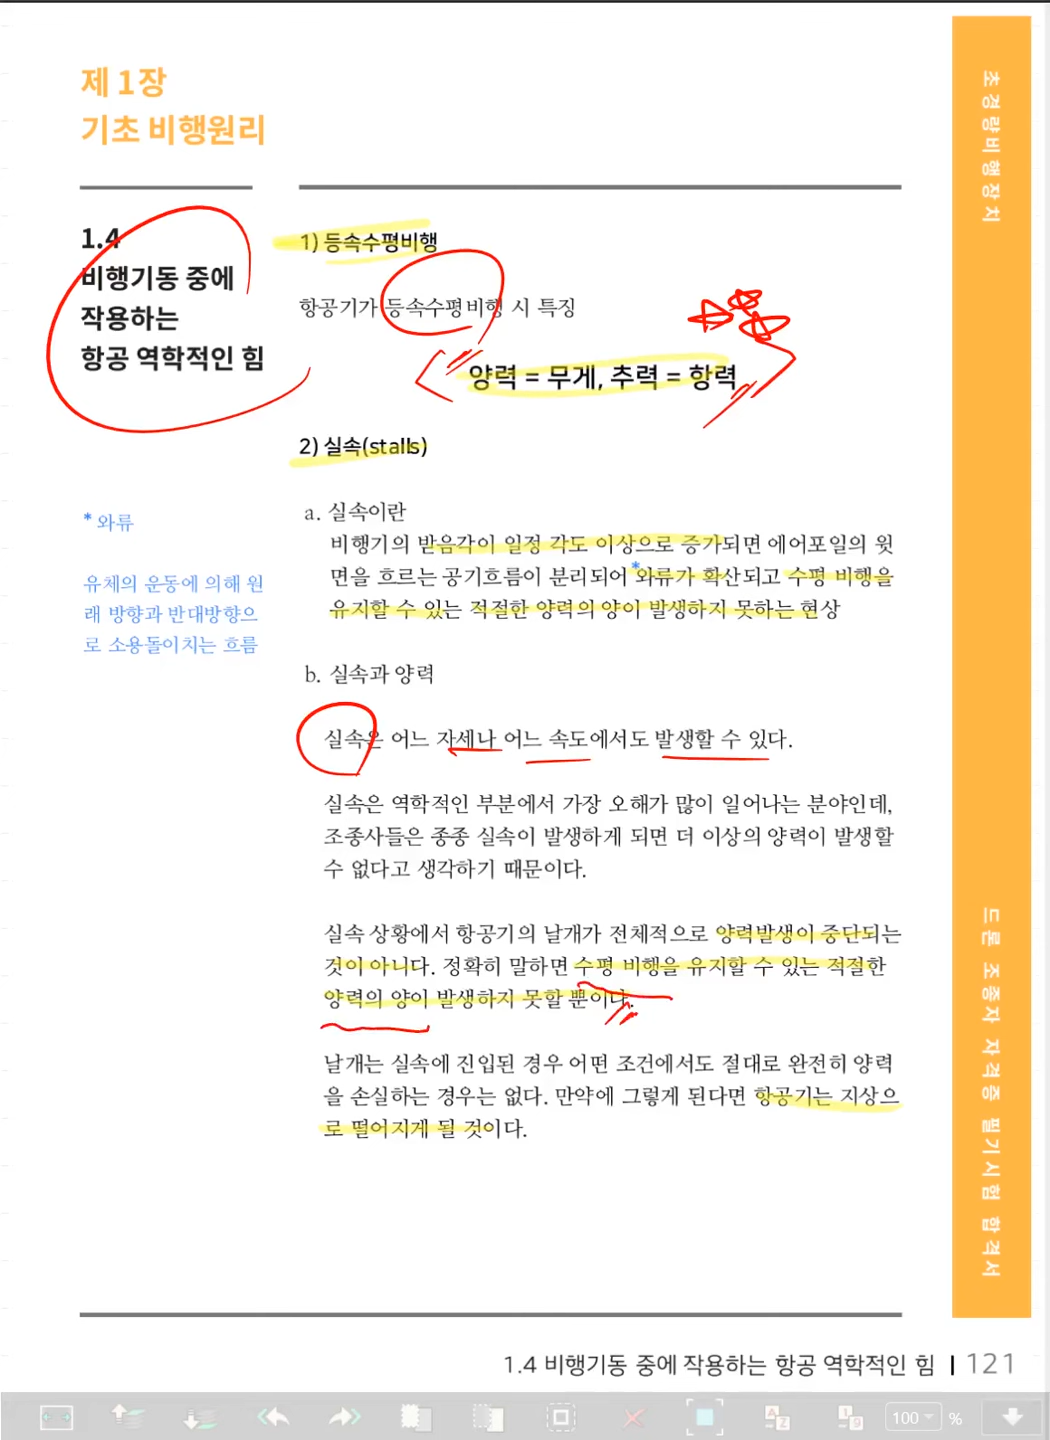 제 1장
기초 비행원리
1.4
비행기동 중에
작용하는
항공 역학적인 힘
* 와류
유체의 운동에 의해 원
래 방향과 반대방향으
로 소용돌이치는 흐름
1) 등속수평비행
항공기가 등속수평비행 시 특징
양력 = 무게, 추력 = 항력
2) 실속(stalls)
a. 실속이란
비행기의 받음각이 일정 각도 이상으로 증가되면 에어포일의 윗
면을 흐르는 공기흐름이 분리되어 *와류가 확산되고 수평 비행을
유지할 수 있는 적절한 양력의 양이 발생하지 못하는 현상
b. 실속과 양력
실속은 어느 자세나 어느 속도에서도 발생할 수 있다.
실속은 역학적인 부분에서 가장 오해가 많이 일어나는 분야인데,
조종사들은 종종 실속이 발생하게 되면 더 이상의 양력이 발생할
수 없다고 생각하기 때문이다.
실속 상황에서 항공기의 날개가 전체적으로 양력발생이 중단되는
것이 아니다. 정확히 말하면 수평 비행을 유지할 수 있는 적절한
양력의 양이 발생하지 못할 뿐이다.
날개는 실속에 진입된 경우 어떤 조건에서도 절대로 완전히 양력
을 손실하는 경우는 없다. 만약에 그렇게 된다면 항공기는 지상으
로 떨어지게 될 것이다.
초경량비행장치
드론 조종자 자격증 필기시험 합격서
1.4 비행기동 중에 작용하는 항공 역학적인 힘 | 121
A Z
1 9
100 %